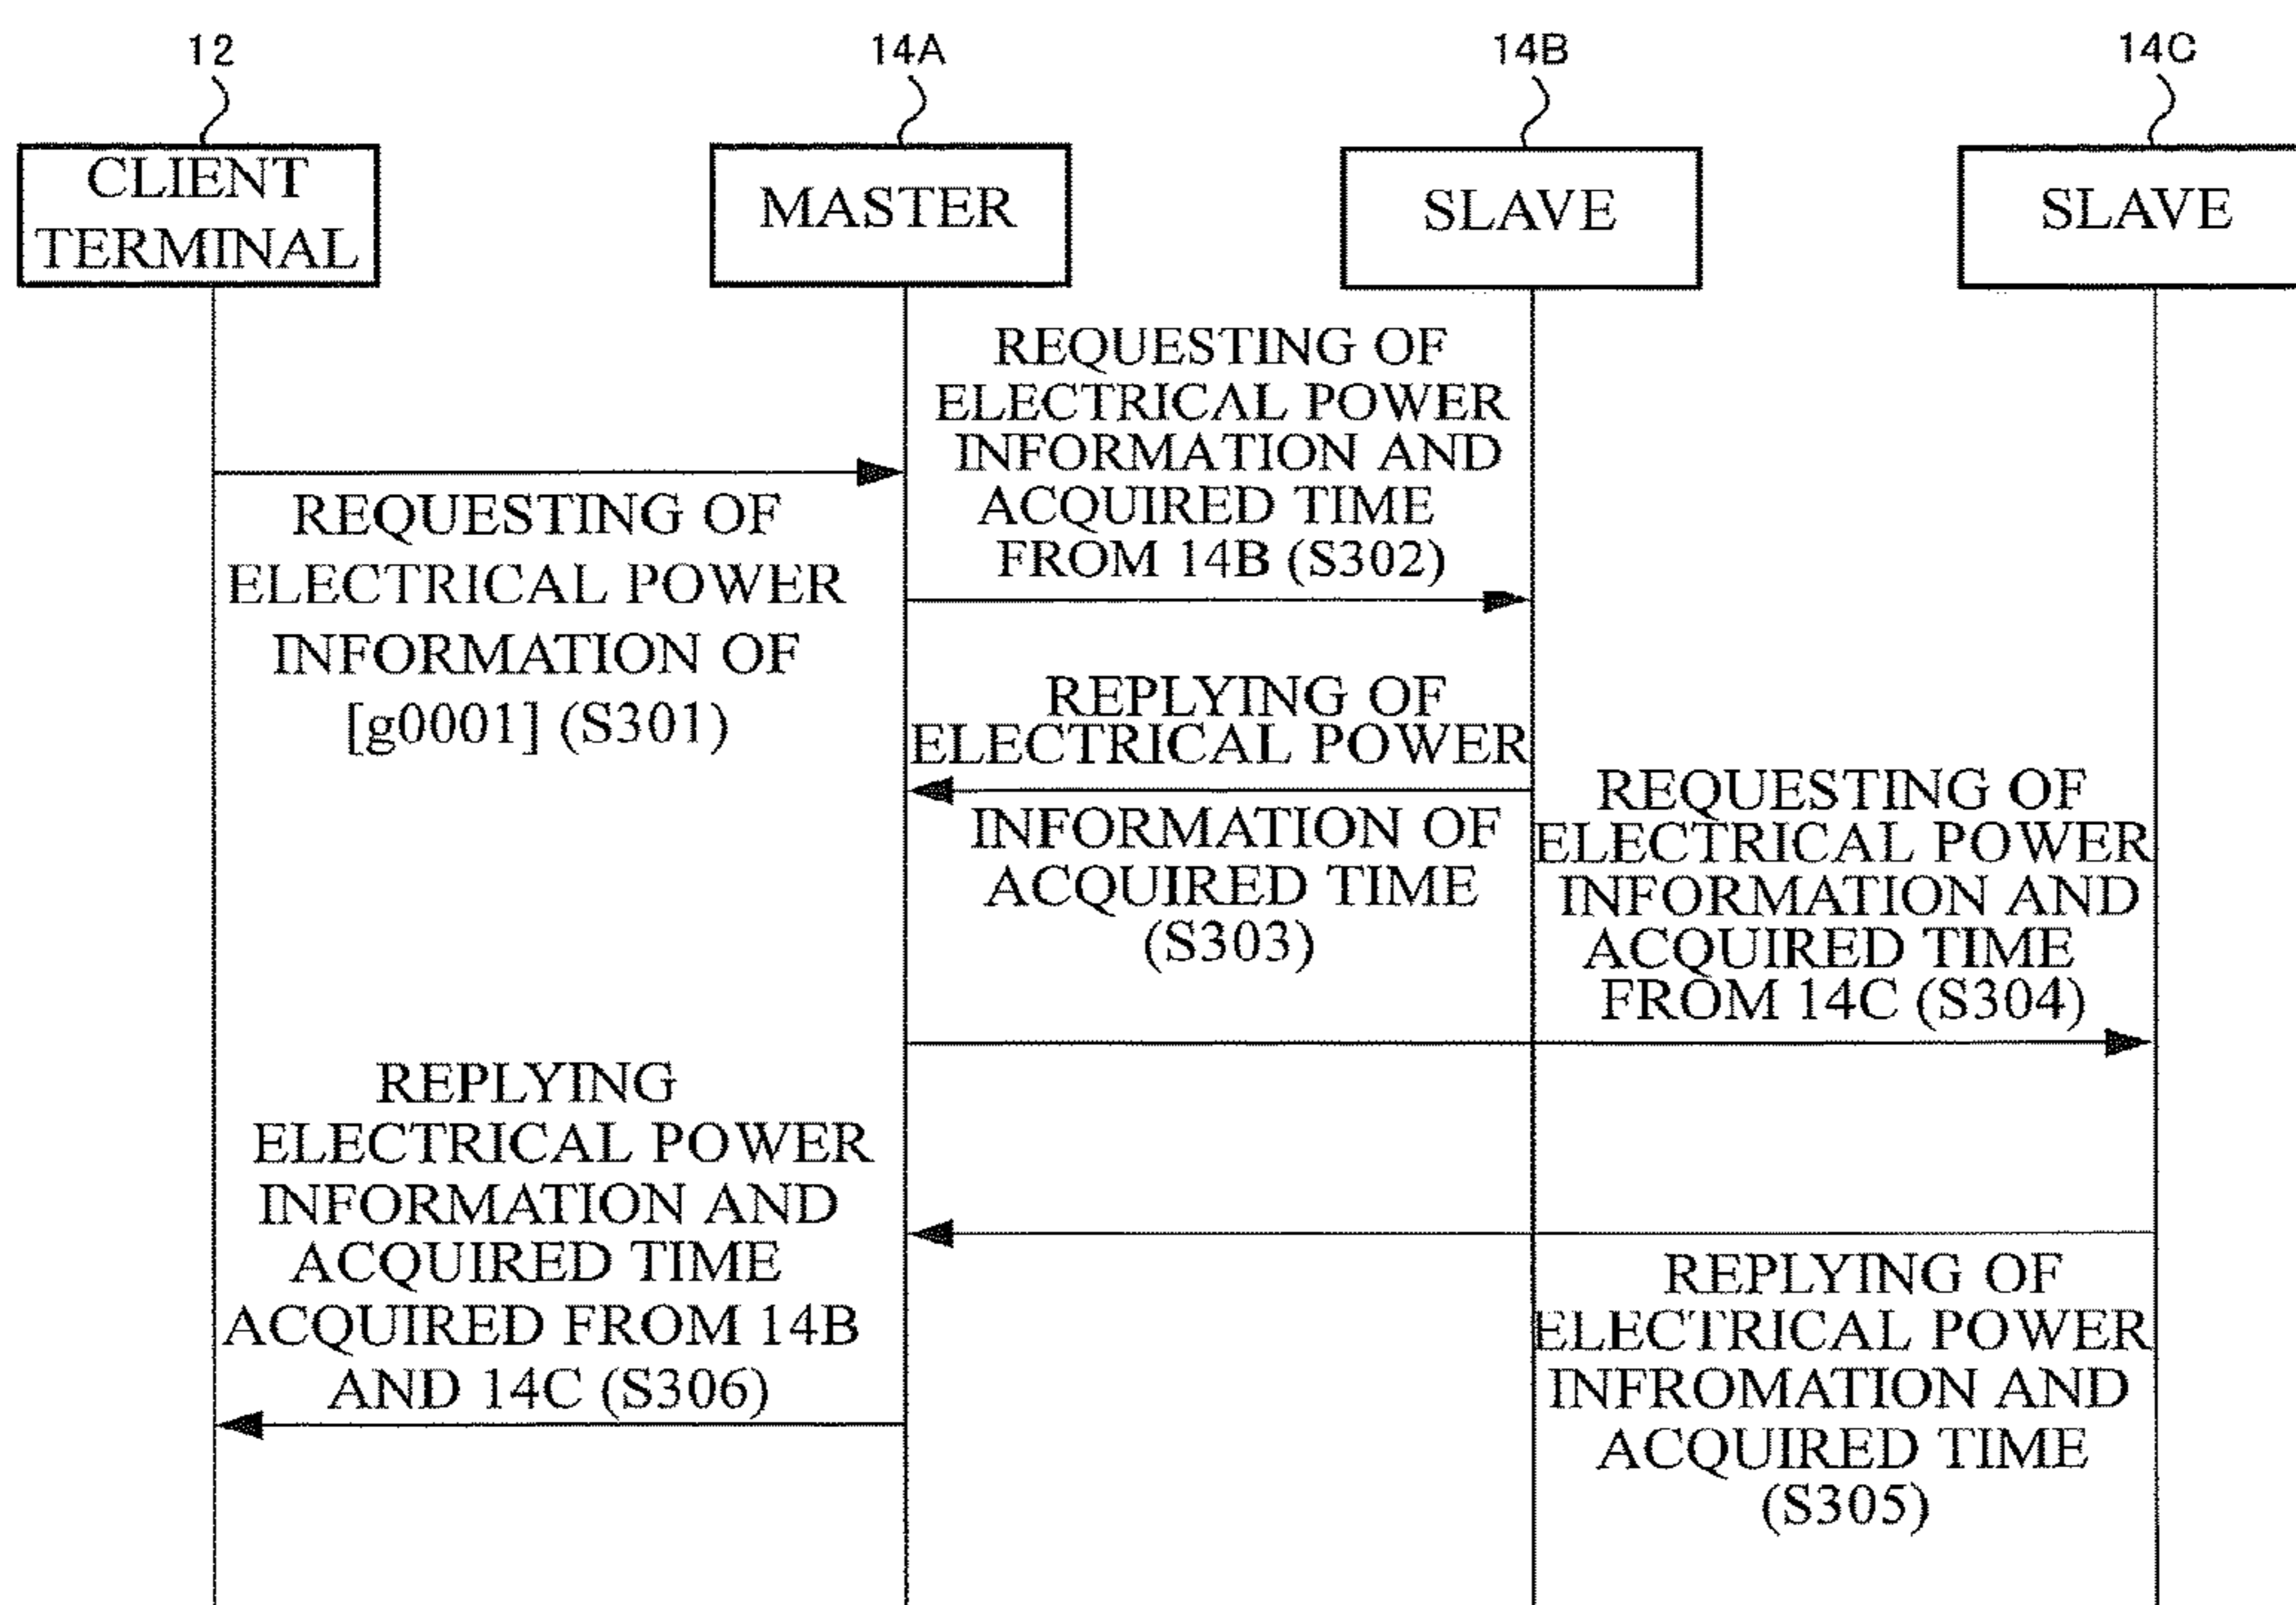 12
14A
14B
14C
CLIENT
TERMINAL
MASTER
SLAVE
SLAVE
REQUESTING OF
ELECTRICAL POWER
INFORMATION AND
ACQUIRED TIME
FROM 14B (S302)
REQUESTING OF
ELECTRICAL POWER
INFORMATION OF
[g0001] (S301)
REPLYING OF
ELECTRICAL POWER
INFORMATION OF
ACQUIRED TIME
(S303)
REQUESTING OF
ELECTRICAL POWER
INFORMATION AND
ACQUIRED TIME
FROM 14C (S304)
REPLYING
ELECTRICAL POWER
INFORMATION AND
ACQUIRED TIME
ACQUIRED FROM 14B
AND 14C (S306)
REPLYING OF
ELECTRICAL POWER
INFROMATION AND
ACQUIRED TIME
(S305)